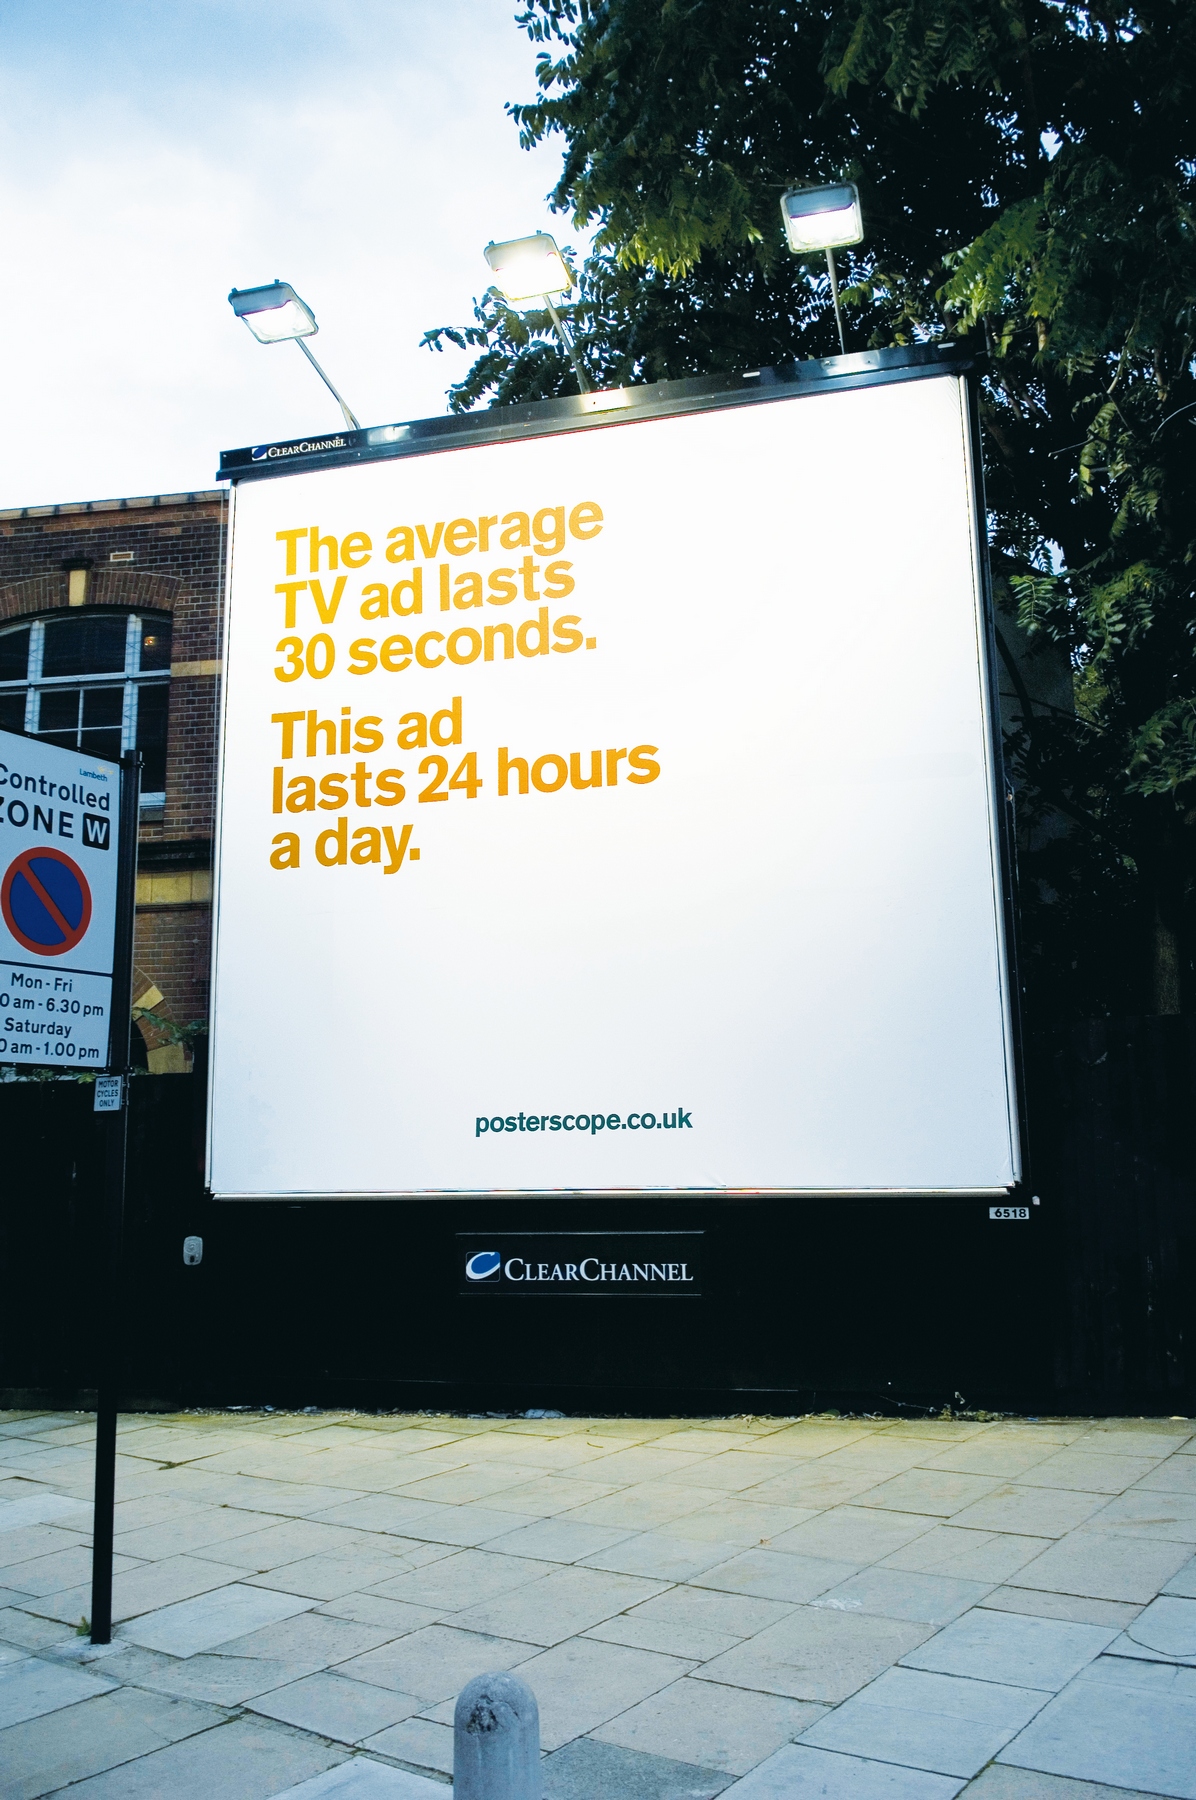 CLEARCHANNEL
The average
TV ad lasts
30 seconds.
This ad
lasts 24 hours
a day.
posterscope.co.uk
6518
CLEARCHANNEL
Lambeth
Controlled
ZONE W
Mon - Fri
0 am - 6.30 pm
Saturday
0 am - 1.00 pm
MOTOR
CYCLES
ONLY